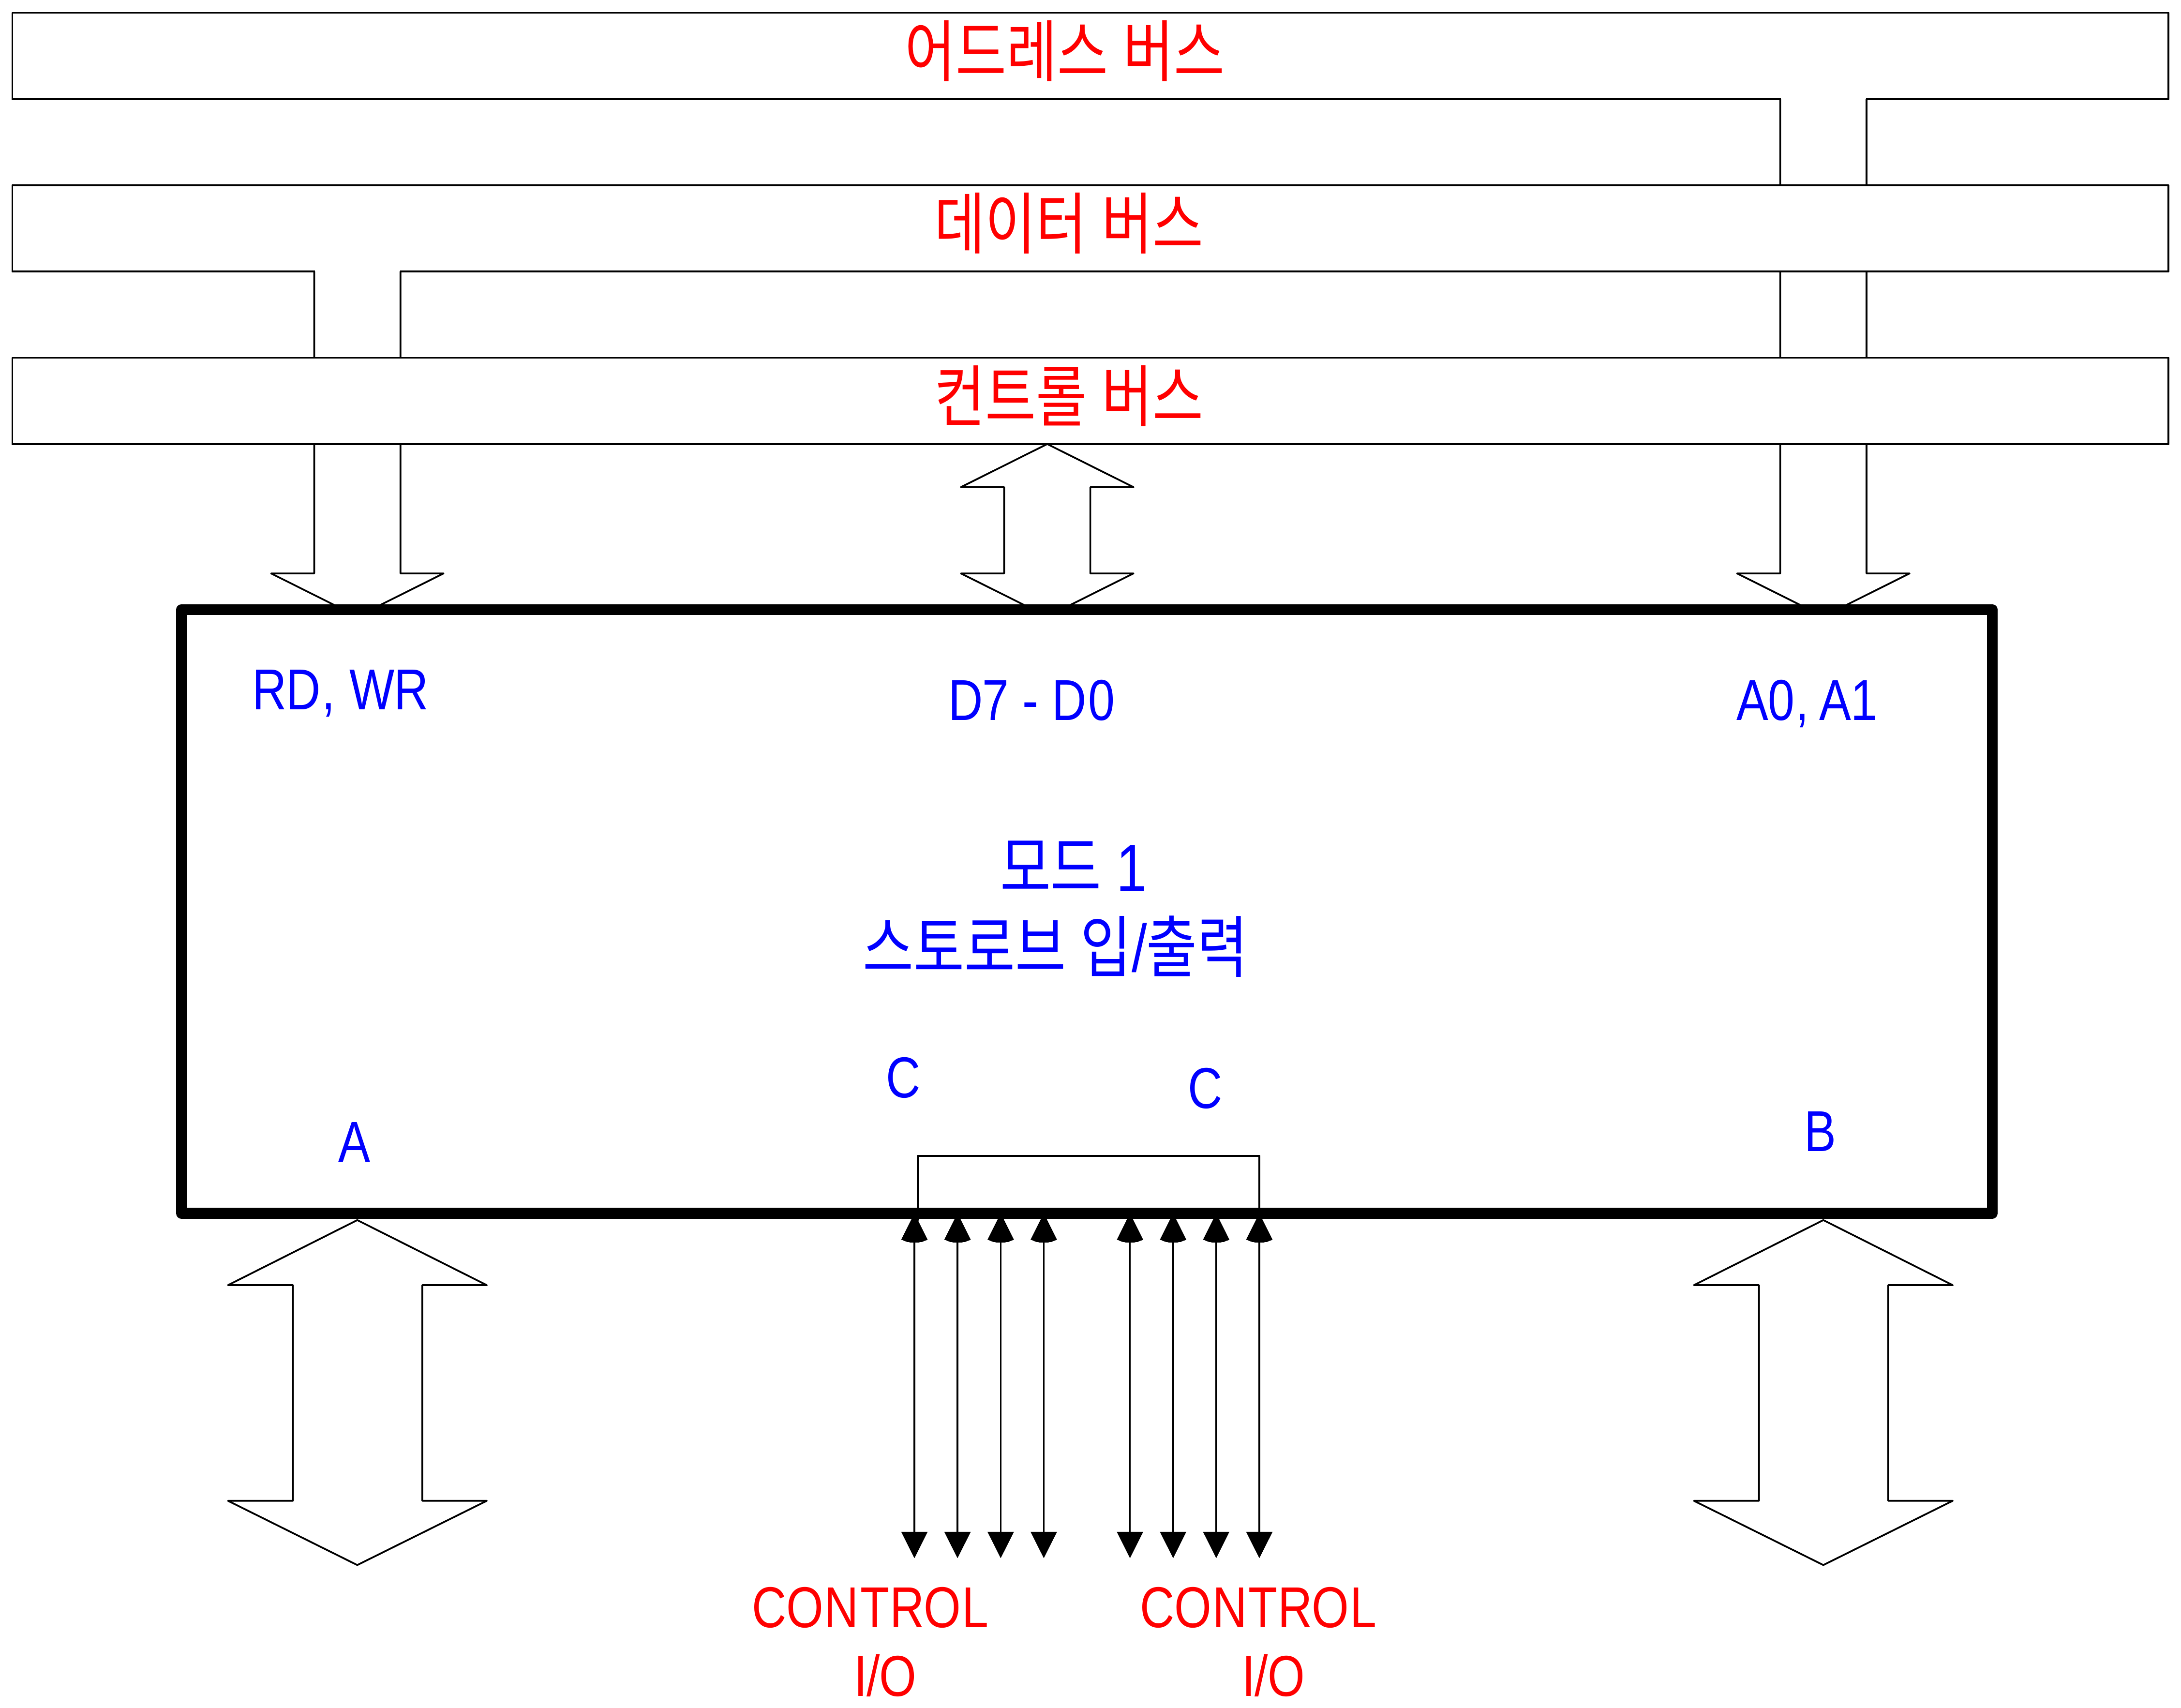 어드레스 버스
데이터 버스
컨트롤 버스
RD, WR
D7 - D0
A0, A1
모드 1
스토로브 입/출력
C
C
A
B
CONTROL
I/O
CONTROL
I/O